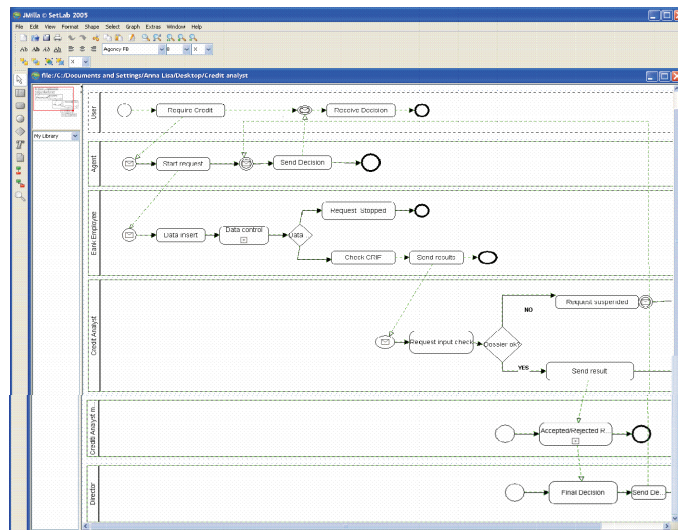 JMilla © SetLab 2005
File Edit View Format Shape Select Graph Extras Window Help
Agency FB 8 X
X
file:/C:/Documents and Settings/Anna Lisa/Desktop/Credit analyst
My Library
User
Require Credit
Receive Decision
Agent
Start request
Send Decision
Bank Employee
Data insert
Data control
Data
Request Stopped
Check CRIF
Send results
Credit Analyst
Request input check
Dossier ok?
NO
Request suspended
YES
Send result
Credit Analyst m...
Accepted/Rejected R...
Director
Final Decision
Send De...